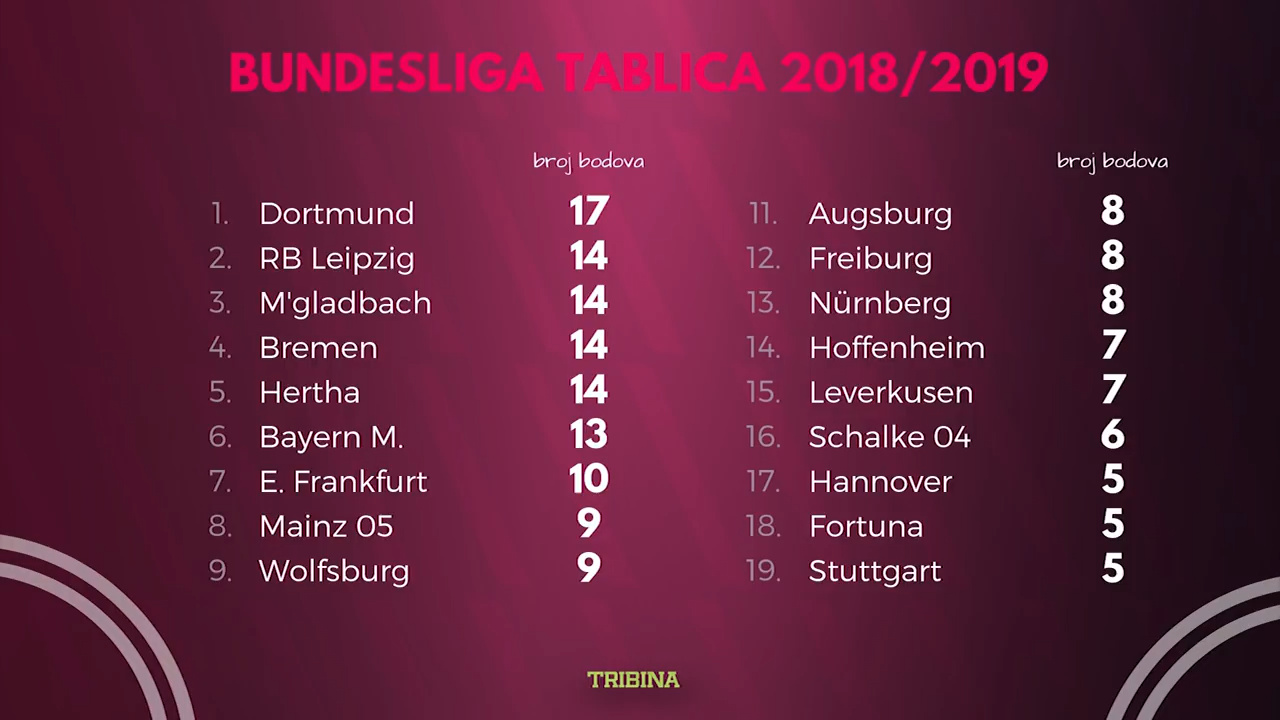 BUNDESLIGA TABLICA 2018/2019
broj bodova
1. Dortmund 17
2. RB Leipzig 14
3. M'gladbach 14
4. Bremen 14
5. Hertha 14
6. Bayern M. 13
7. E. Frankfurt 10
8. Mainz 05 9
9. Wolfsburg 9
broj bodova
11. Augsburg 8
12. Freiburg 8
13. Nürnberg 8
14. Hoffenheim 7
15. Leverkusen 7
16. Schalke 04 6
17. Hannover 5
18. Fortuna 5
19. Stuttgart 5
TRIBINA